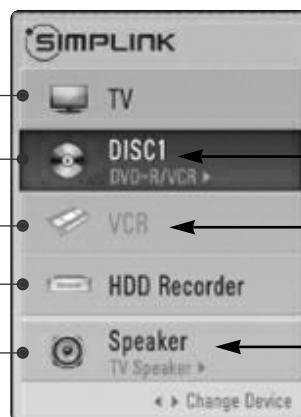 SIMPLINK
TV
DISC1
DVD-R/VCR ▸
VCR
HDD Recorder
Speaker
TV Speaker ▸
◂ ▸ Change Device